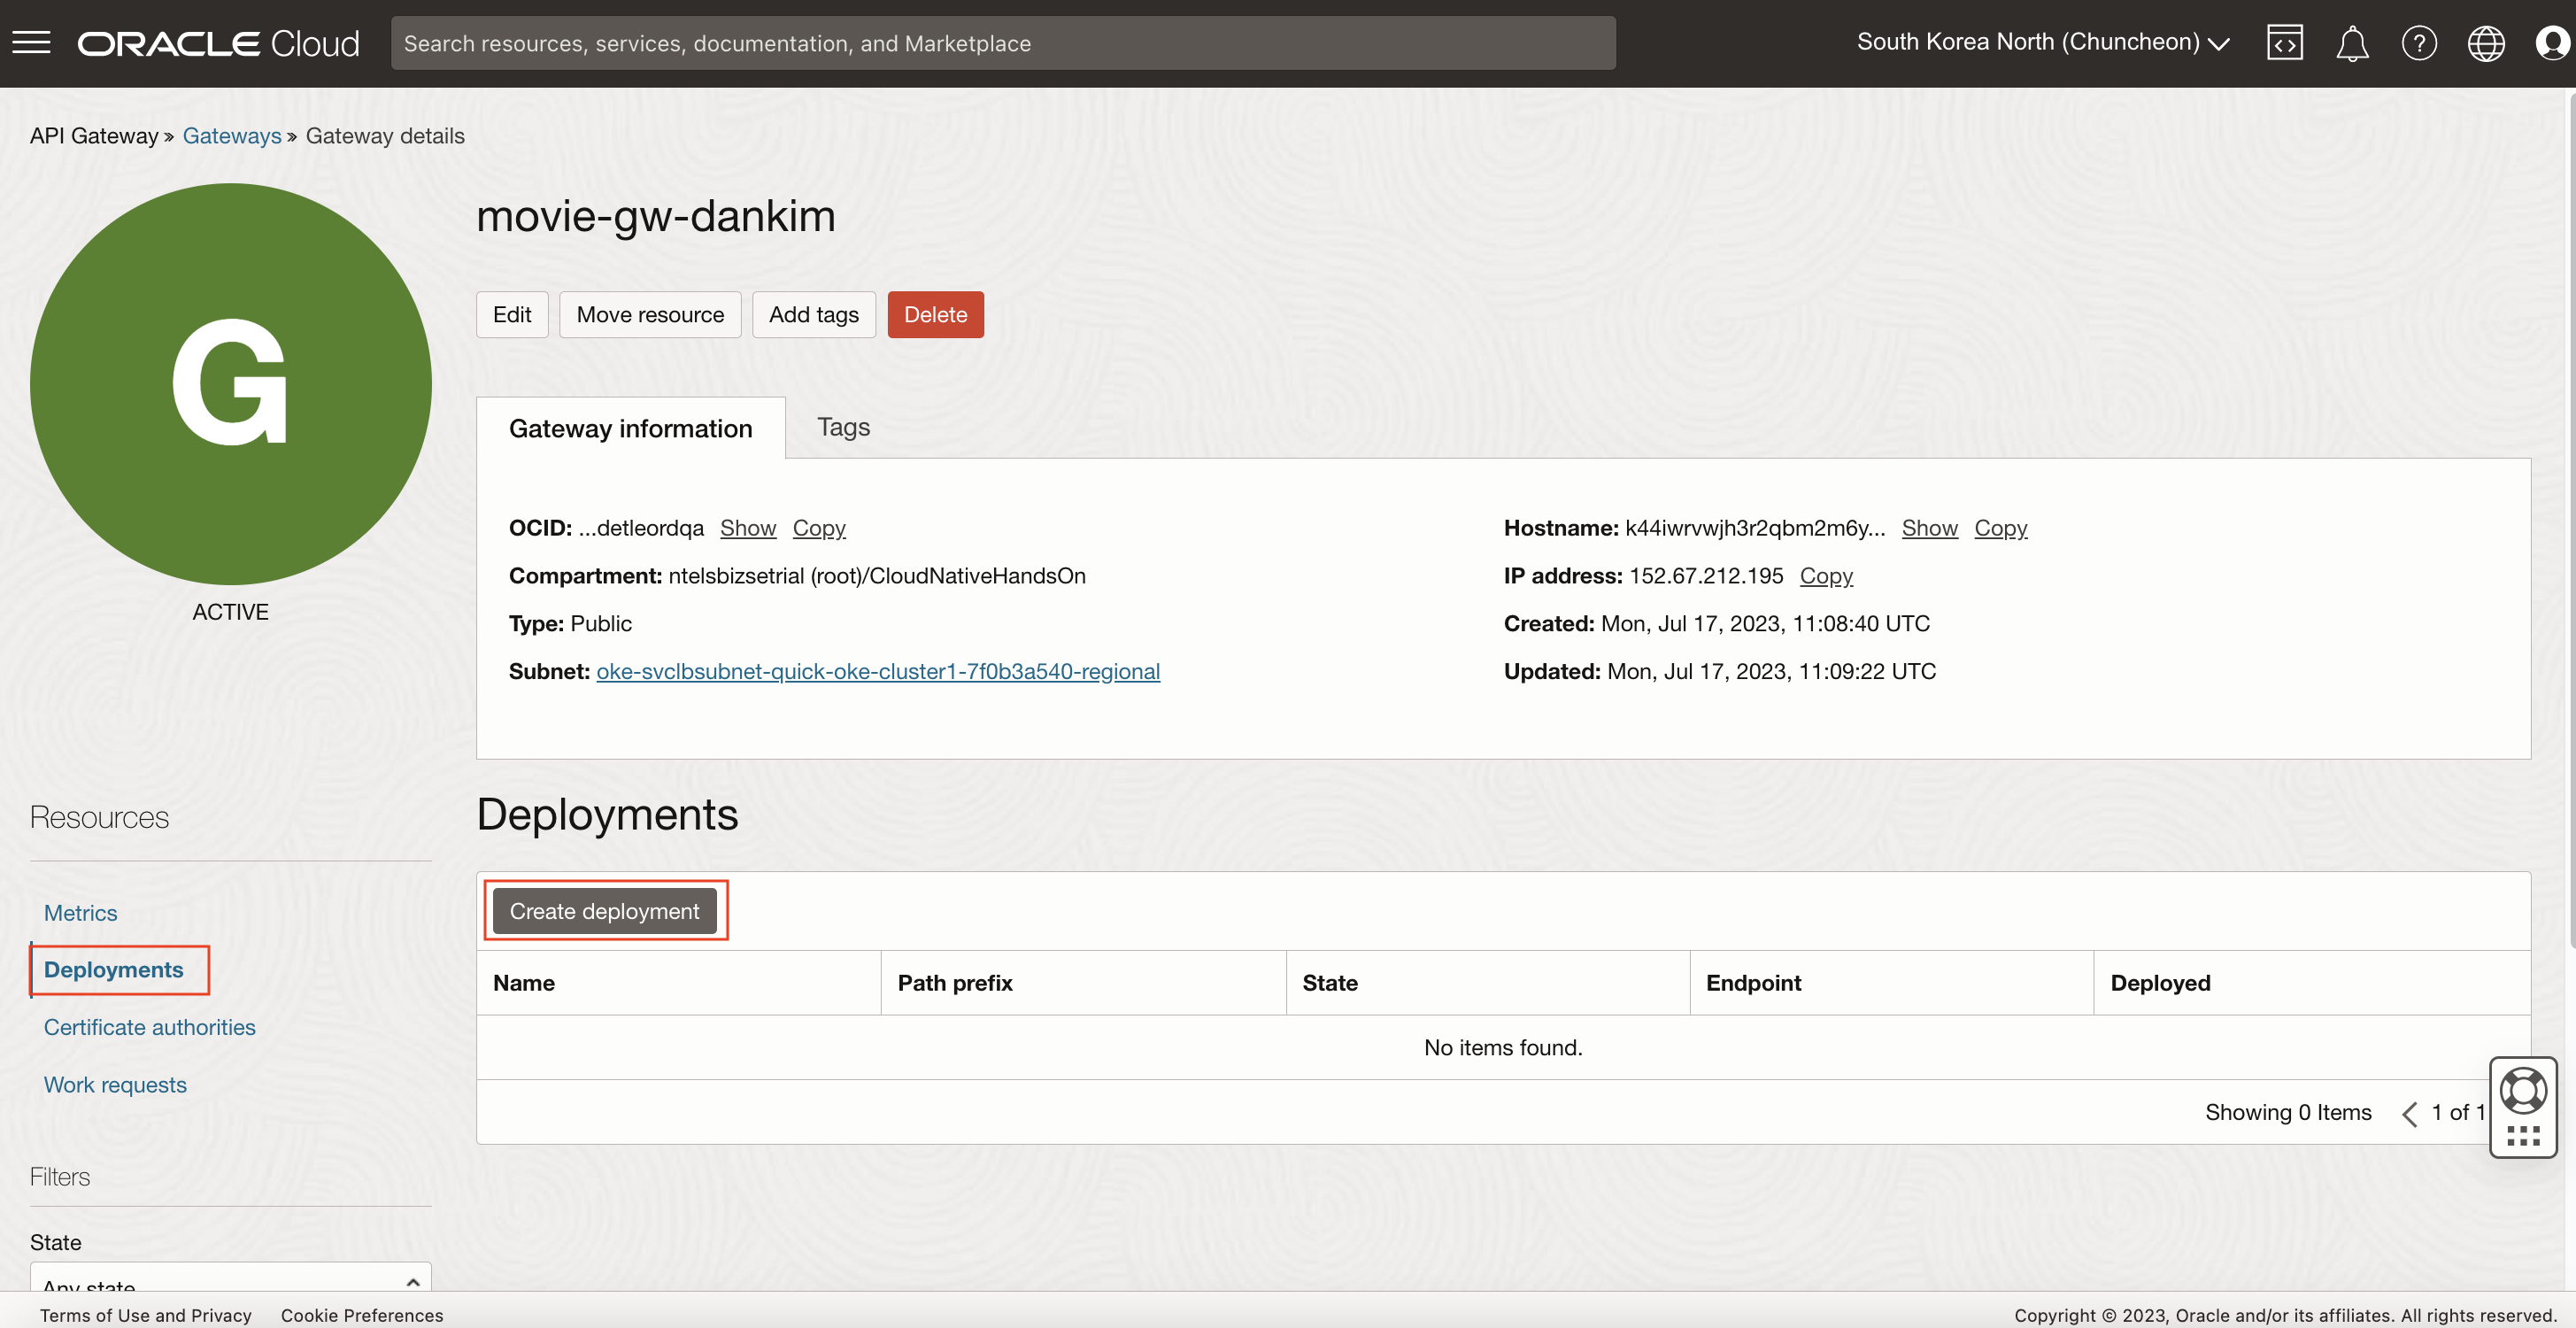 ORACLE Cloud
Search resources, services, documentation, and Marketplace
South Korea North (Chuncheon)
API Gateway » Gateways » Gateway details
G
ACTIVE
movie-gw-dankim
Edit Move resource Add tags Delete
Gateway information Tags
OCID: ...detleordqa Show Copy
Compartment: ntelsbizsetrial (root)/CloudNativeHandsOn
Type: Public
Subnet: oke-svclbsubnet-quick-oke-cluster1-7f0b3a540-regional
Hostname: k44iwrvwjh3r2qbm2m6y... Show Copy
IP address: 152.67.212.195 Copy
Created: Mon, Jul 17, 2023, 11:08:40 UTC
Updated: Mon, Jul 17, 2023, 11:09:22 UTC
Resources
Metrics
Deployments
Certificate authorities
Work requests
Filters
State
Any state
Deployments
Create deployment
Name Path prefix State Endpoint Deployed
No items found.
Showing 0 Items 1 of 1
Terms of Use and Privacy Cookie Preferences
Copyright © 2023, Oracle and/or its affiliates. All rights reserved.